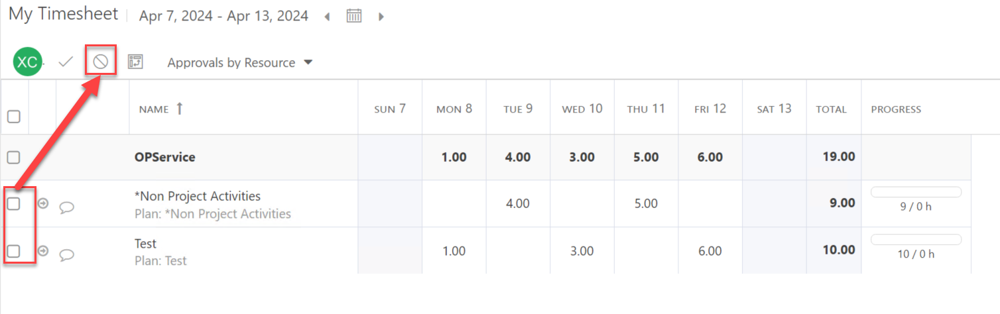 My Timesheet Apr 7, 2024 - Apr 13, 2024
XC Approvals by Resource
NAME SUN 7 MON 8 TUE 9 WED 10 THU 11 FRI 12 SAT 13 TOTAL PROGRESS
OPService 1.00 4.00 3.00 5.00 6.00 19.00
*Non Project Activities
Plan: *Non Project Activities 4.00 5.00 9.00 9 / 0 h
Test
Plan: Test 1.00 3.00 6.00 10.00 10 / 0 h